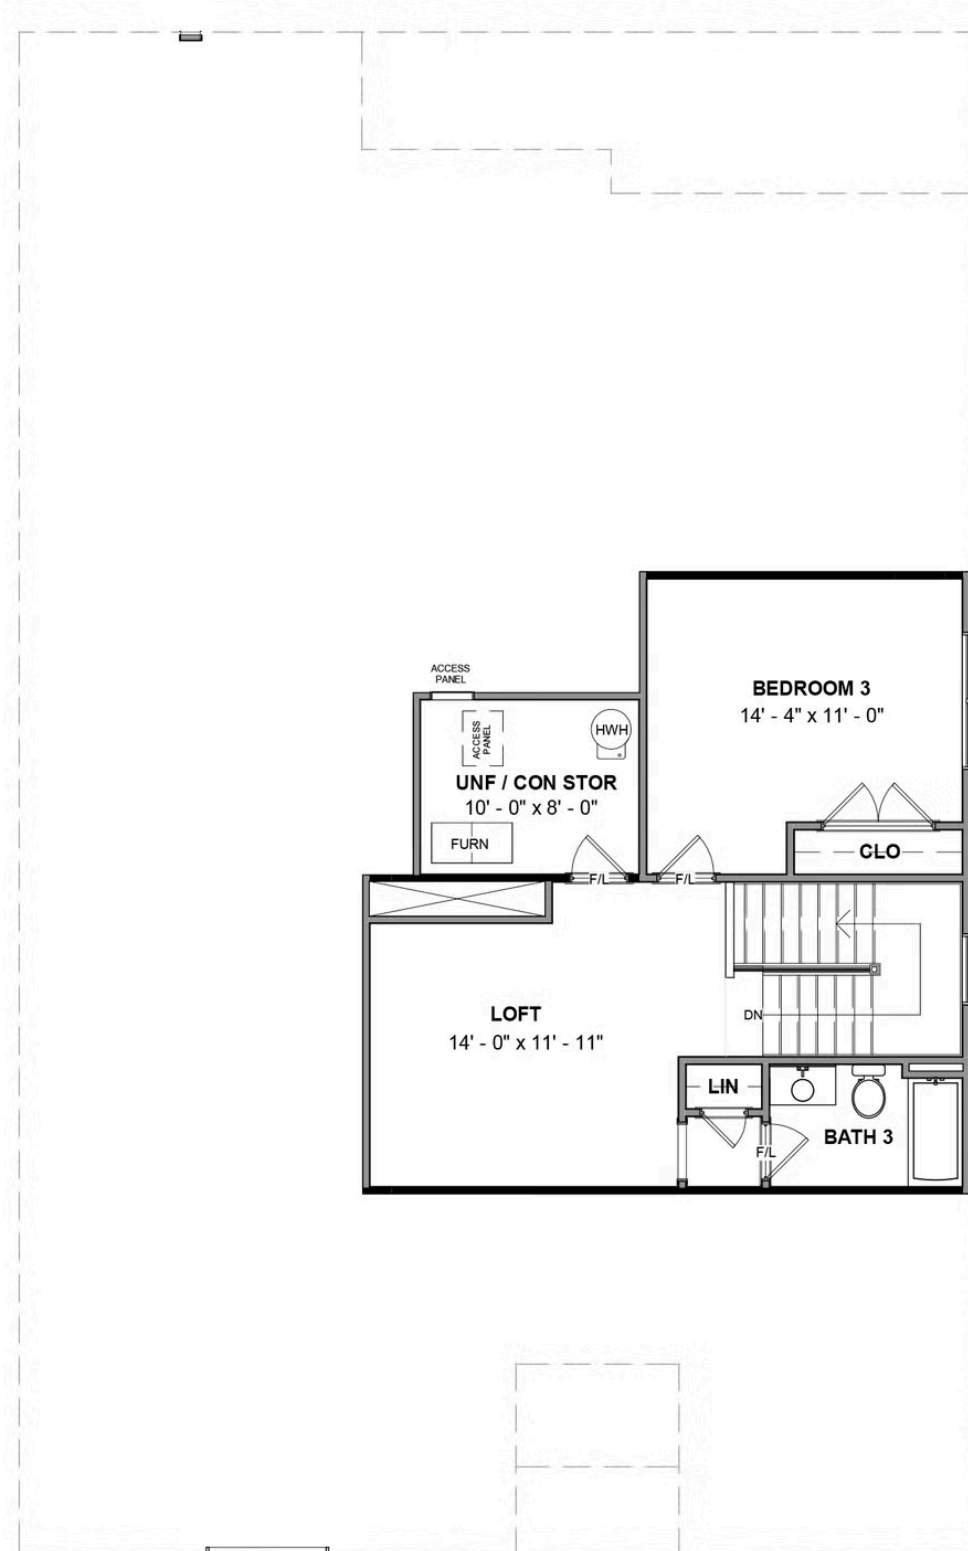 ACCESS
PANEL
BEDROOM 3
14' - 4" x 11' - 0"
ACCESS
PANEL
HWH
UNF / CON STOR
10' - 0" x 8' - 0"
FURN
CLO
F/L
F/L
LOFT
14' - 0" x 11' - 11"
DN
LIN
BATH 3
F/L